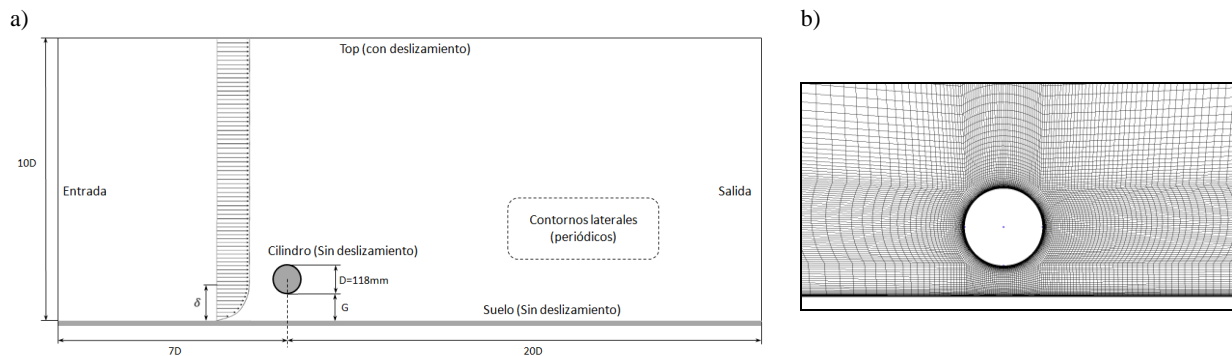 a)
b)
Top (con deslizamiento)
10D
Entrada
Salida
Contornos laterales
(periódicos)
Cilindro (Sin deslizamiento)
D=118mm
δ
G
Suelo (Sin deslizamiento)
7D
20D